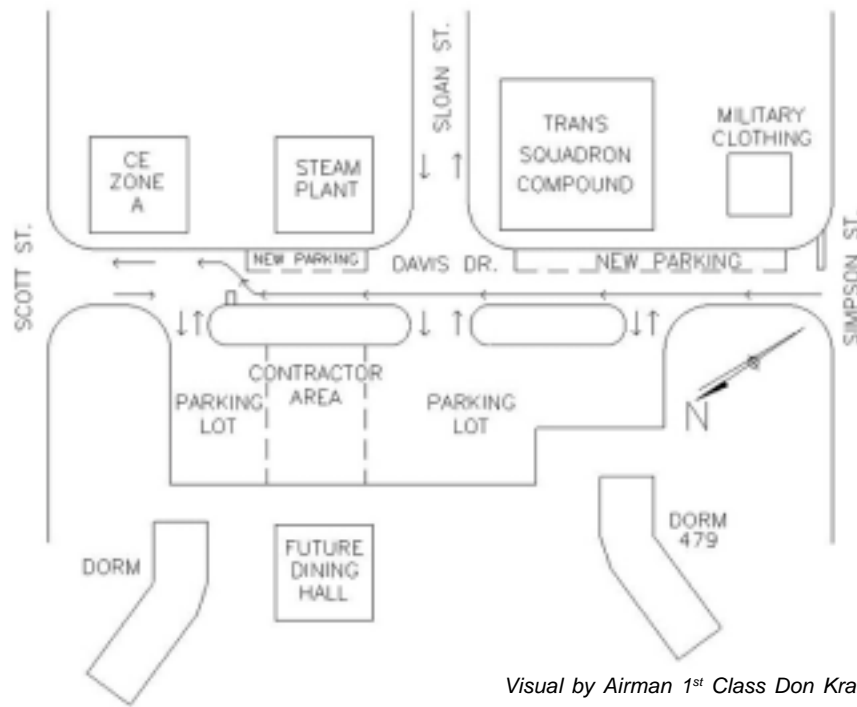 SLOAN ST.
CE
ZONE
A
STEAM
PLANT
TRANS
SQUADRON
COMPOUND
MILITARY
CLOTHING
SCOTT ST.
NEW PARKING
DAVIS DR.
NEW PARKING
SIMPSON ST.
CONTRACTOR
AREA
PARKING
LOT
PARKING
LOT
N
DORM
FUTURE
DINING
HALL
DORM
479
Visual by Airman 1st Class Don Kra